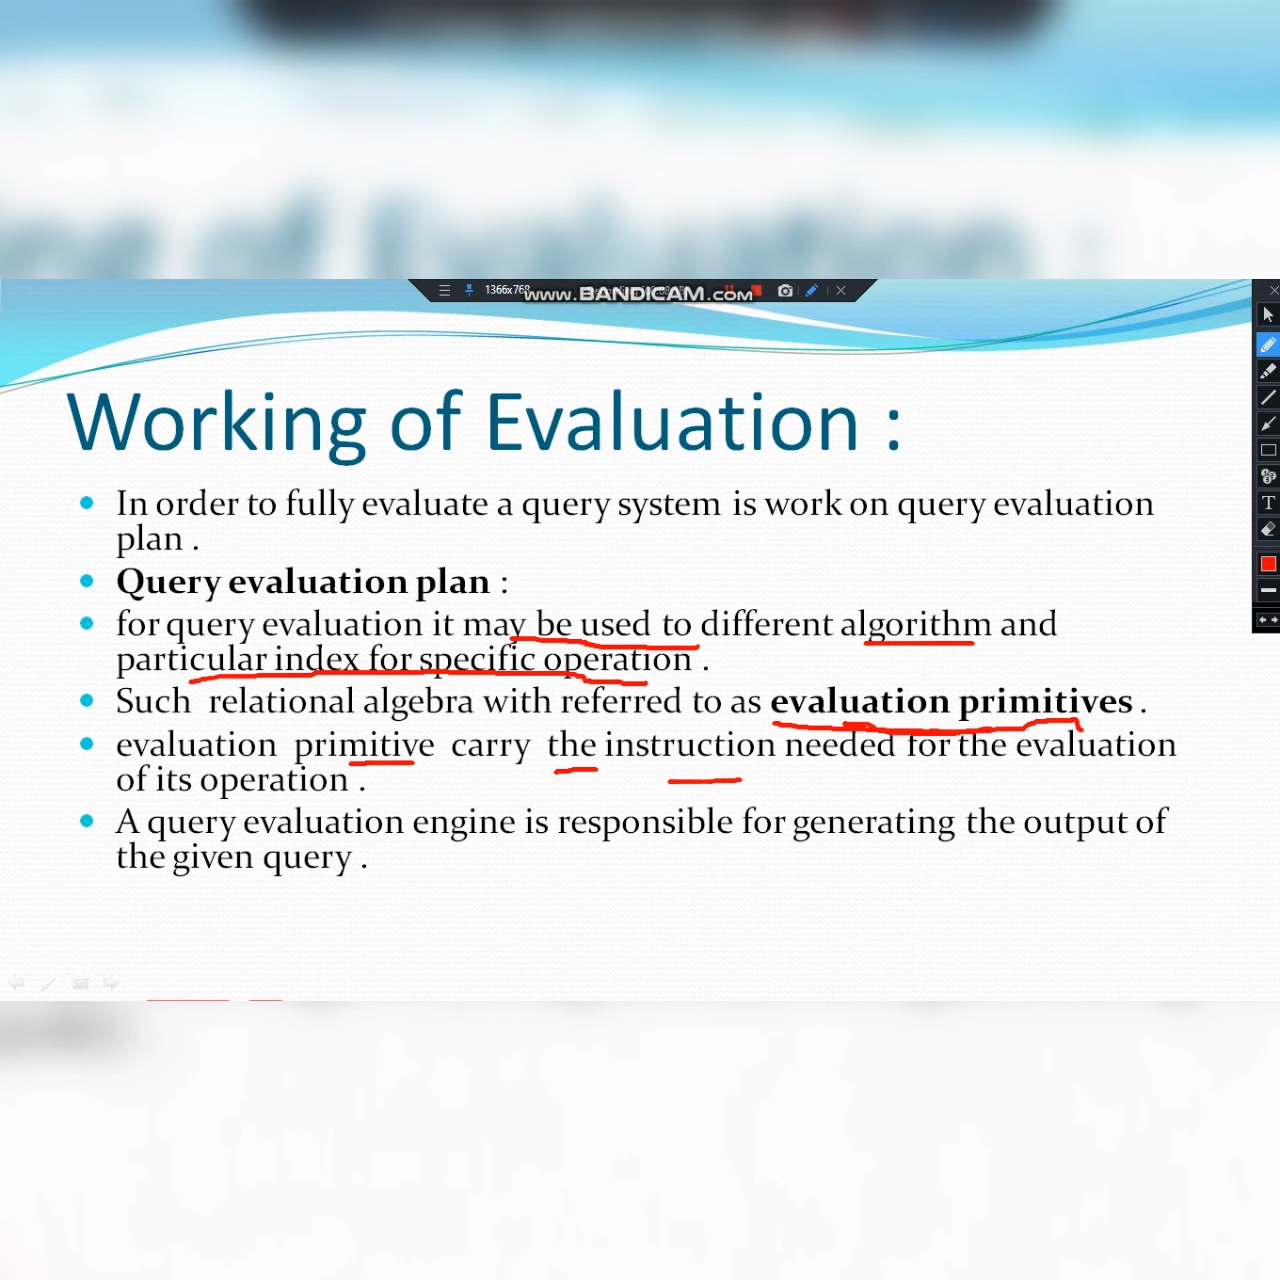 1366x768
www.BANDICAM.com
Working of Evaluation :
In order to fully evaluate a query system is work on query evaluation
plan .
Query evaluation plan :
for query evaluation it may be used to different algorithm and
particular index for specific operation .
Such relational algebra with referred to as evaluation primitives .
evaluation primitive carry the instruction needed for the evaluation
of its operation .
A query evaluation engine is responsible for generating the output of
the given query .
T